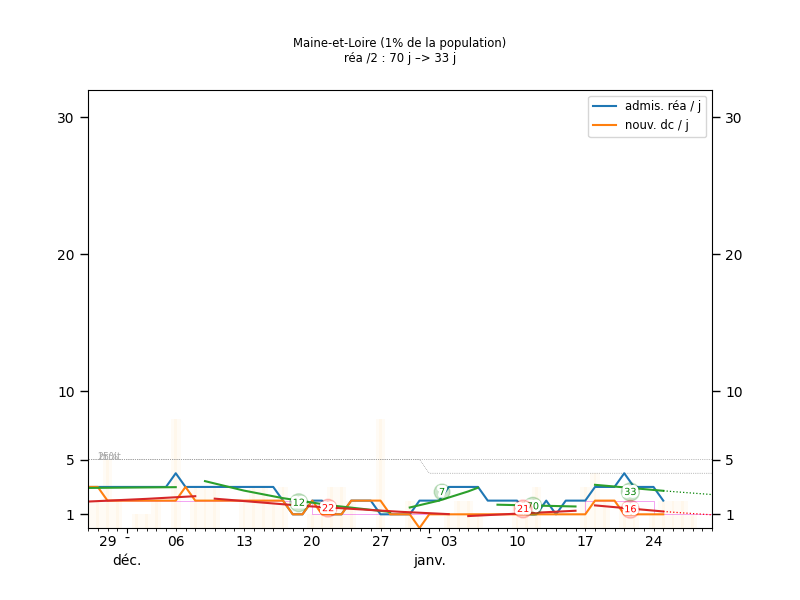 Maine-et-Loire (1% de la population)
réa /2 : 70 j –> 33 j
admis. réa / j
nouv. dc / j
30 30
20 20
10 10
5 5
1 1
7
12
22
21
33
16
29 - 06 13 20 27 - 03 10 17 24
déc. janv.